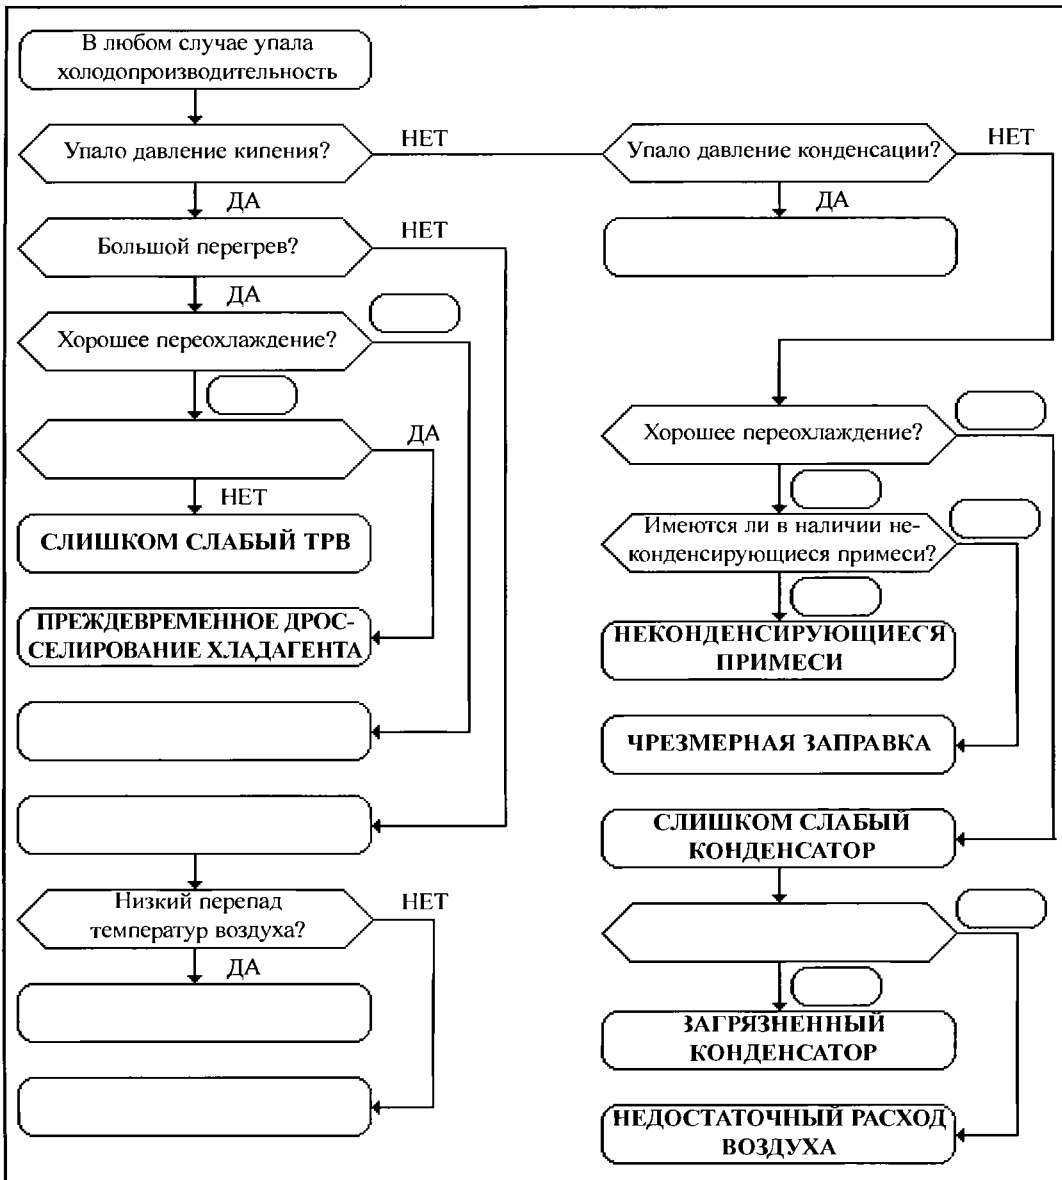 В любом случае упала
холодопроизводительность
Упало давление кипения?
НЕТ
Упало давление конденсации?
НЕТ
ДА
ДА
Большой перегрев?
НЕТ
ДА
Хорошее переохлаждение?
Хорошее переохлаждение?
ДА
НЕТ
СЛИШКОМ СЛАБЫЙ ТРВ
Имеются ли в наличии не-
конденсирующиеся примеси?
ПРЕЖДЕВРЕМЕННОЕ ДРОС-
СЕЛИРОВАНИЕ ХЛАДАГЕНТА
НЕКОНДЕНСИРУЮЩИЕСЯ
ПРИМЕСИ
ЧРЕЗМЕРНАЯ ЗАПРАВКА
СЛИШКОМ СЛАБЫЙ
КОНДЕНСАТОР
Низкий перепад
температур воздуха?
НЕТ
ДА
ЗАГРЯЗНЕННЫЙ
КОНДЕНСАТОР
НЕДОСТАТОЧНЫЙ РАСХОД
ВОЗДУХА